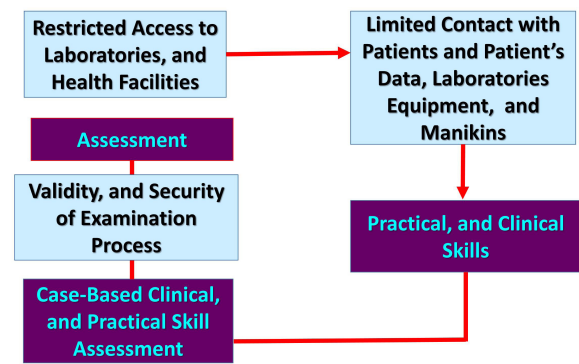 Restricted Access to
Laboratories, and
Health Facilities
Limited Contact with
Patients and Patient's
Data, Laboratories
Equipment, and
Manikins
Assessment
Validity, and Security
of Examination
Process
Practical, and Clinical
Skills
Case-Based Clinical,
and Practical Skill
Assessment